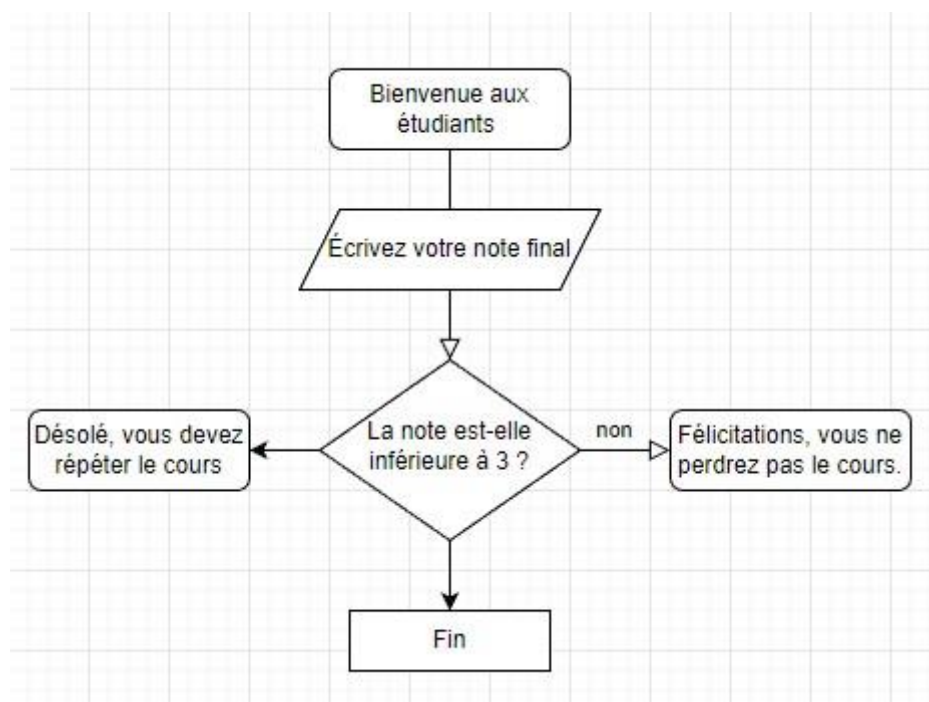 Bienvenue aux
étudiants
Écrivez votre note final
La note est-elle
inférieure à 3 ?
Désolé, vous devez
répéter le cours
non
Félicitations, vous ne
perdrez pas le cours.
Fin